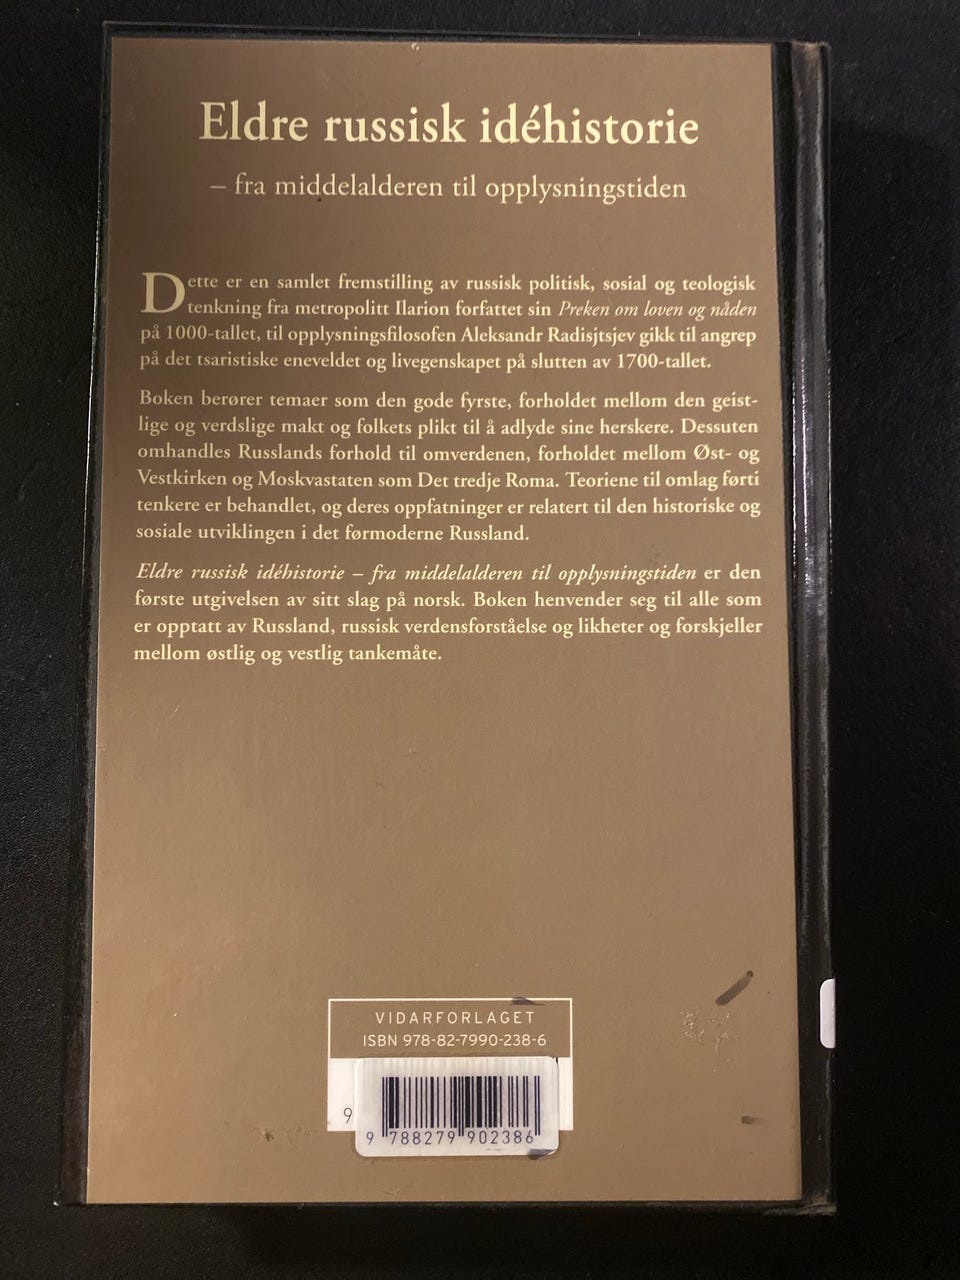 Eldre russisk idéhistorie
– fra middelalderen til opplysningstiden
Dette er en samlet fremstilling av russisk politisk, sosial og teologisk
tenkning fra metropolitt Ilarion forfattet sin Preken om loven og nåden
på 1000-tallet, til opplysningsfilosofen Aleksandr Radisjtsjev gikk til angrep
på det tsaristiske eneveldet og livegenskapet på slutten av 1700-tallet.
Boken berører temaer som den gode fyrste, forholdet mellom den geist-
lige og verdslige makt og folkets plikt til å adlyde sine herskere. Dessuten
omhandles Russlands forhold til omverdenen, forholdet mellom Øst- og
Vestkirken og Moskvastaten som Det tredje Roma. Teoriene til omlag førti
tenkere er behandlet, og deres oppfatninger er relatert til den historiske og
sosiale utviklingen i det førmoderne Russland.
Eldre russisk idéhistorie – fra middelalderen til opplysningstiden er den
første utgivelsen av sitt slag på norsk. Boken henvender seg til alle som
er opptatt av Russland, russisk verdensforståelse og likheter og forskjeller
mellom østlig og vestlig tankemåte.
VIDARFORLAGET
ISBN 978-82-7990-238-6
9
9 788279 902386